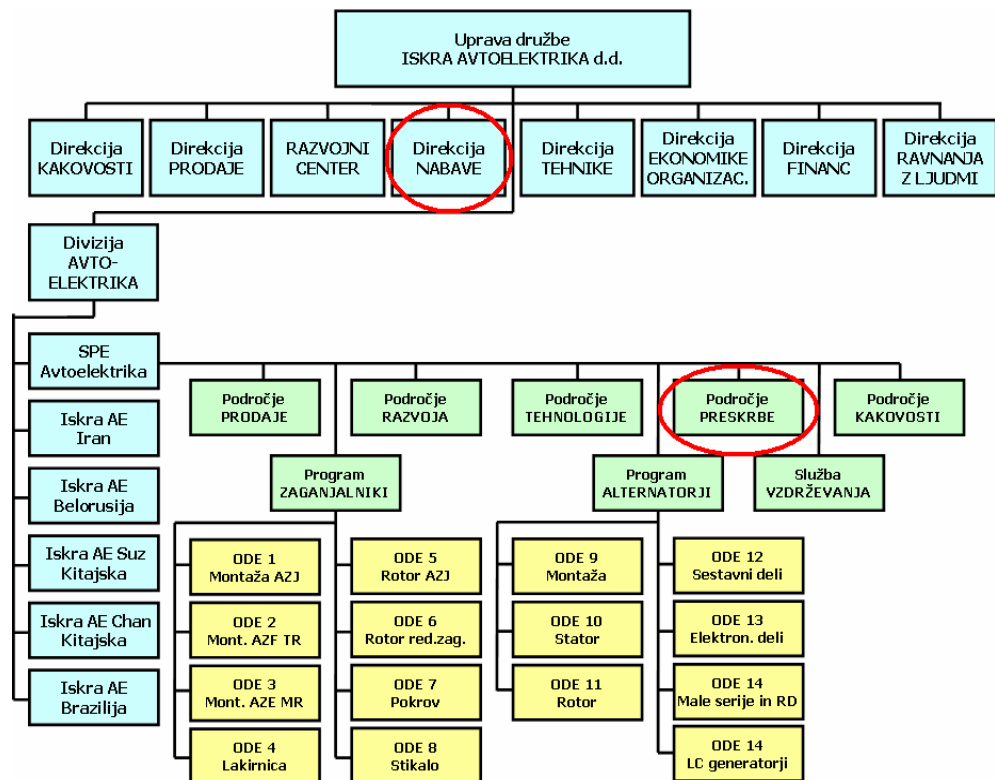 Uprava družbe
ISKRA AVTOELEKTRIKA d.d.
Direkcija
KAKOVOSTI
Direkcija
PRODAJE
RAZVOJNI
CENTER
Direkcija
NABAVE
Direkcija
TEHNIKE
Direkcija
EKONOMIKE
ORGANIZAC.
Direkcija
FINANC
Direkcija
RAVNANJA
Z LJUDMI
Divizija
AVTO-
ELEKTRIKA
SPE
Avtoelektrika
Iskra AE
Iran
Iskra AE
Belorusija
Iskra AE Suz
Kitajska
Iskra AE Chan
Kitajska
Iskra AE
Brazilija
Področje
PRODAJE
Področje
RAZVOJA
Področje
TEHNOLOGIJE
Področje
PRESKRBE
Področje
KAKOVOSTI
Program
ZAGANJALNIKI
Program
ALTERNATORJI
Služba
VZDRŽEVANJA
ODE 1
Montaža AZJ
ODE 2
Mont. AZF TR
ODE 3
Mont. AZE MR
ODE 4
Lakirnica
ODE 5
Rotor AZJ
ODE 6
Rotor red.zag.
ODE 7
Pokrov
ODE 8
Stikalo
ODE 9
Montaža
ODE 10
Stator
ODE 11
Rotor
ODE 12
Sestavni deli
ODE 13
Elektron. deli
ODE 14
Male serije in RD
ODE 14
LC generatorji